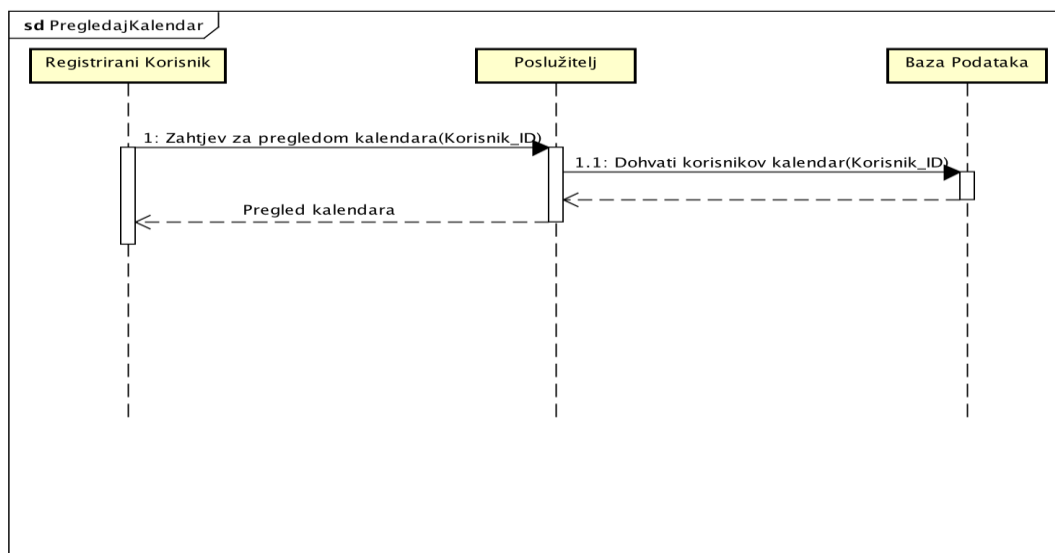 sd PregledajKalendar
Registrirani Korisnik
Poslužitelj
Baza Podataka
1: Zahtjev za pregledom kalendara(Korisnik_ID)
1.1: Dohvati korisnikov kalendar(Korisnik_ID)
Pregled kalendara